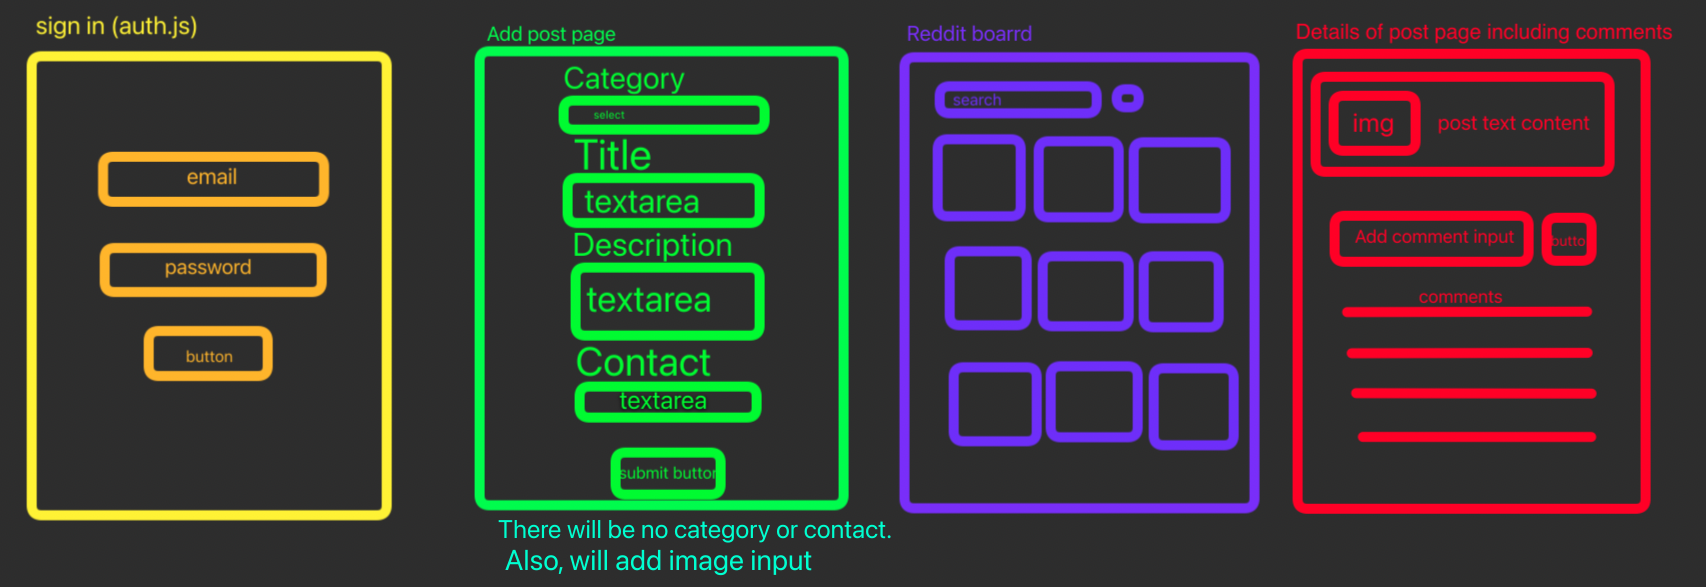 sign in (auth.js)
email
password
button
Add post page
Category
select
Title
textarea
Description
textarea
Contact
textarea
submit button
There will be no category or contact.
Also, will add image input
Reddit boarrd
search
Details of post page including comments
img
post text content
Add comment input
butto
comments